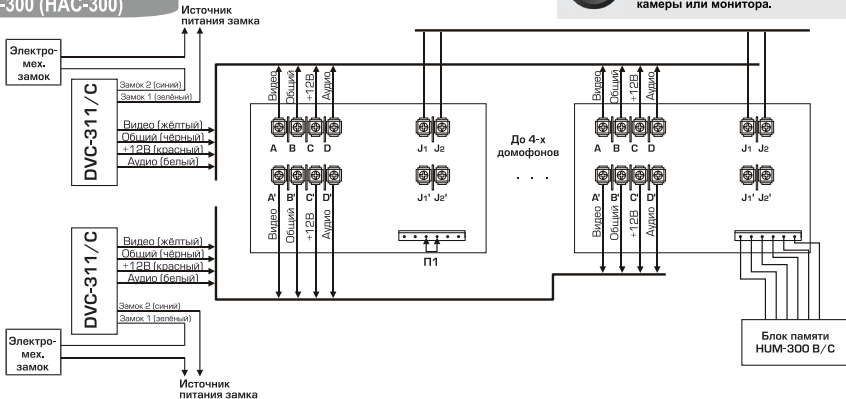 -300 (HAC-300)
камеры или монитора.
Источник
питания замка
Электро-
мех.
замок
Замок 2 (синий)
Замок 1 (зелёный)
DVC-311/C
Видео (жёлтый)
Общий (чёрный)
+12В (красный)
Аудио (белый)
Видео
Общий
+12В
Аудио
A B C D
J1 J2
A' B' C' D'
J1' J2'
Видео
Общий
+12В
Аудио
П1
До 4-х
домофонов
. . .
Видео
Общий
+12В
Аудио
A B C D
J1 J2
A' B' C' D'
J1' J2'
Видео
Общий
+12В
Аудио
Блок памяти
HUM-300 B/C
DVC-311/C
Видео (жёлтый)
Общий (чёрный)
+12В (красный)
Аудио (белый)
Замок 2 (синий)
Замок 1 (зелёный)
Электро-
мех.
замок
Источник
питания замка